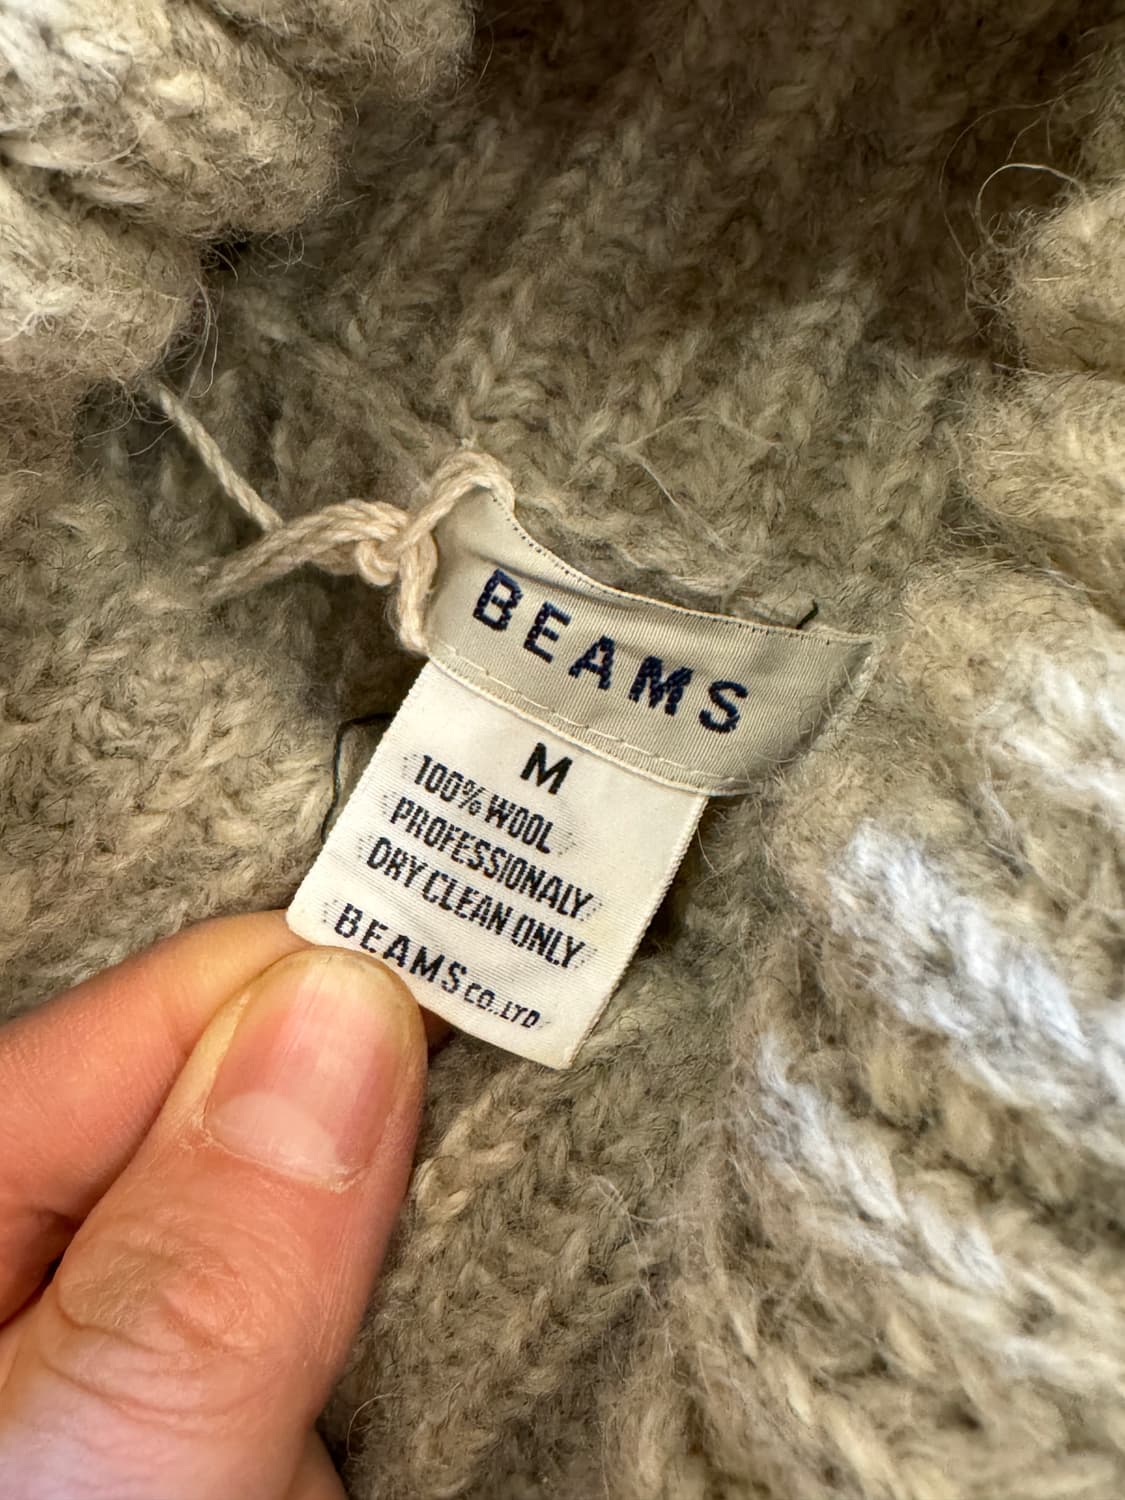 BEAMS
M
100% WOOL
PROFESSIONALY
DRY CLEAN ONLY
BEAMS CO.,LTD